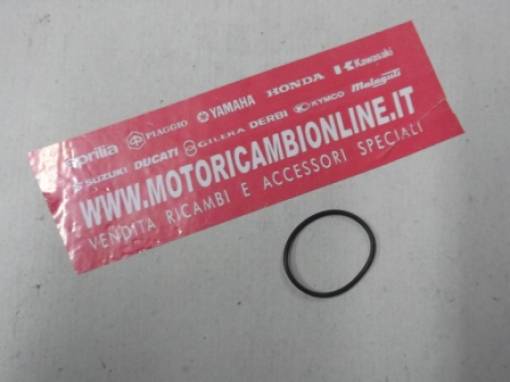 aprilia PIAGGIO YAMAHA HONDA Kawasaki
SUZUKI DUCATI GILERA DERBI KYMCO Malaguti
WWW.MOTORICAMBIONLINE.IT
VENDITA RICAMBI E ACCESSORI SPECIALI